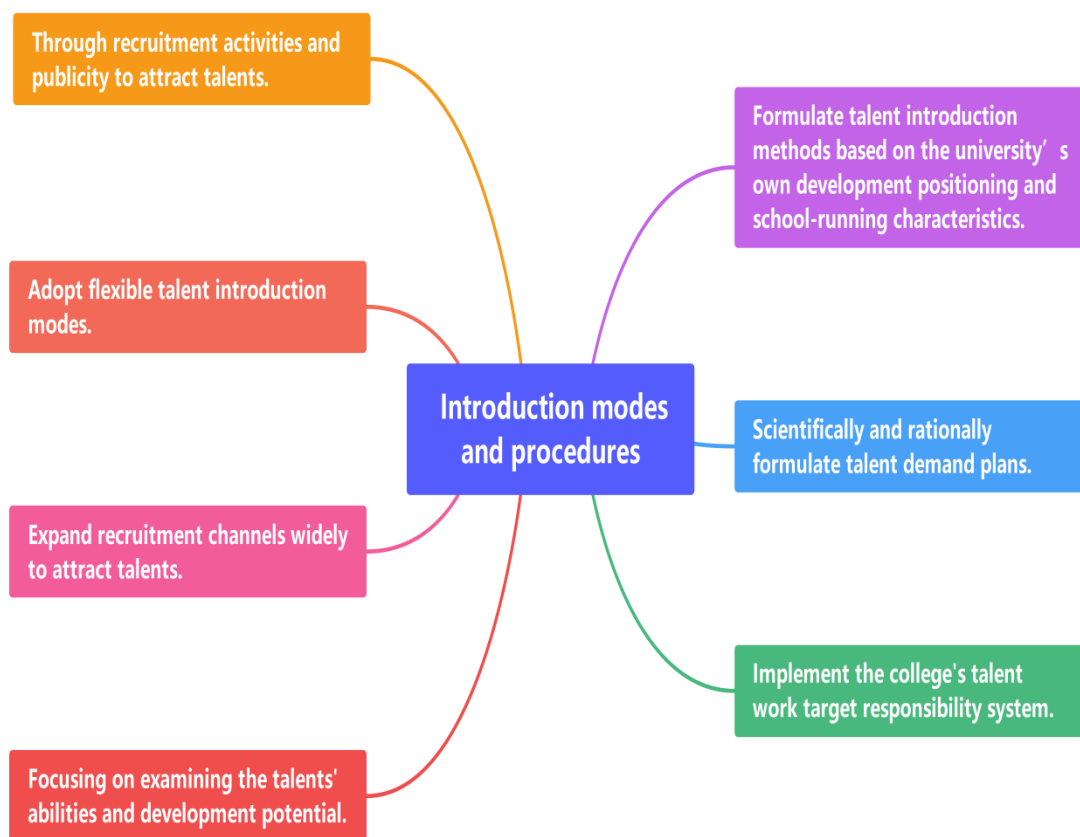 Through recruitment activities and
publicity to attract talents.
Adopt flexible talent introduction
modes.
Expand recruitment channels widely
to attract talents.
Focusing on examining the talents'
abilities and development potential.
Introduction modes
and procedures
Formulate talent introduction
methods based on the university’s
own development positioning and
school-running characteristics.
Scientifically and rationally
formulate talent demand plans.
Implement the college's talent
work target responsibility system.